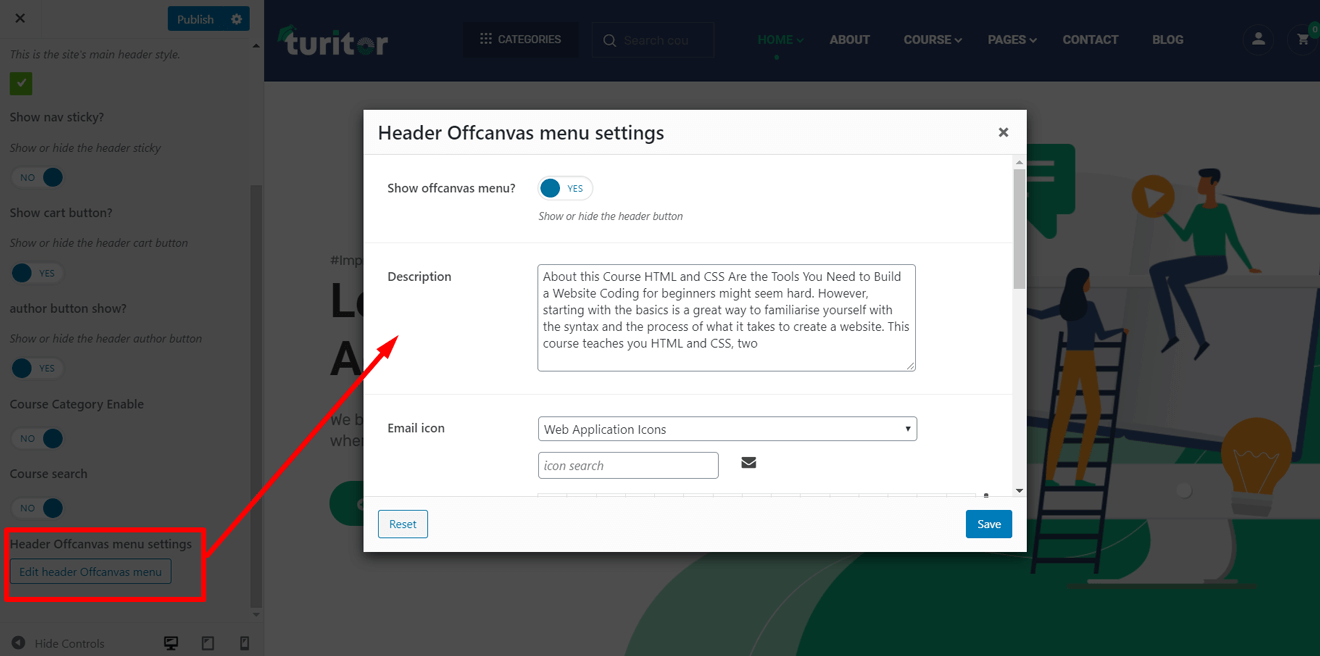 Publish
This is the site's main header style.
Show nav sticky?
Show or hide the header sticky
NO
Show cart button?
Show or hide the header cart button
YES
author button show?
Show or hide the header author button
YES
Course Category Enable
NO
Course search
NO
Header Offcanvas menu settings
Edit header Offcanvas menu
Hide Controls
turitor
CATEGORIES
Search cou
HOME
ABOUT
COURSE
PAGES
CONTACT
BLOG
0
Header Offcanvas menu settings
Show offcanvas menu?
YES
Show or hide the header button
Description
About this Course HTML and CSS Are the Tools You Need to Build
a Website Coding for beginners might seem hard. However,
starting with the basics is a great way to familiarise yourself with
the syntax and the process of what it takes to create a website. This
course teaches you HTML and CSS, two
Email icon
Web Application Icons
icon search
Reset
Save
We b